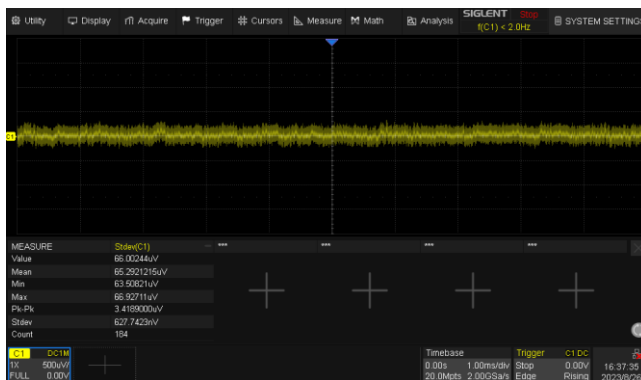 Utility Display Acquire Trigger Cursors Measure Math Analysis SIGLENT Stop SYSTEM SETTING
f(C1) < 2.0Hz
C1
MEASURE Stdev(C1) *** *** *** ***
Value 66.00244uV
Mean 65.2921215uV
Min 63.50821uV
Max 66.92711uV
Pk-Pk 3.4189000uV
Stdev 627.7423nV
Count 184
C1 DC1M Timebase Trigger C1 DC
1X 500uV/ 0.00s 1.00ms/div Stop 0.00V 16:37:35
FULL 0.00V 20.0Mpts 2.00GSa/s Edge Rising 2023/8/26